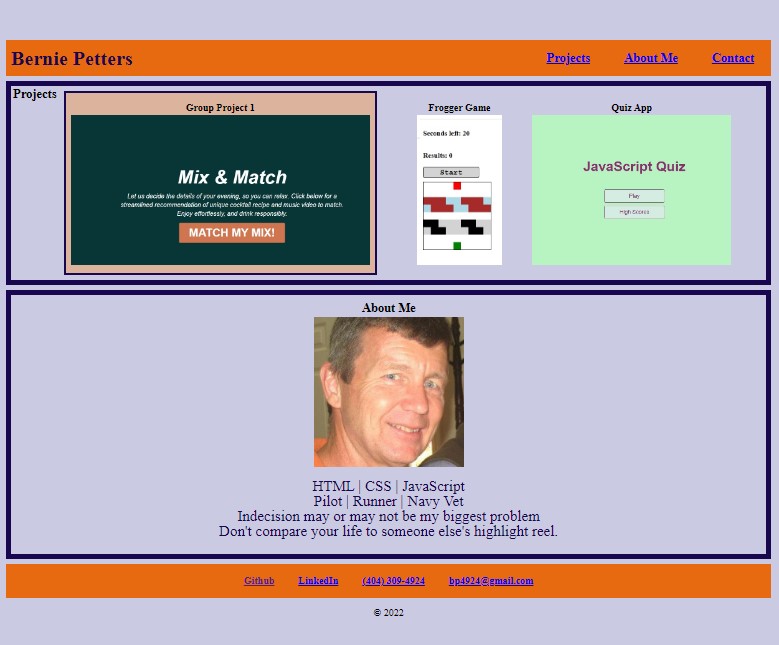 Bernie Petters
Projects About Me Contact
Projects
Group Project 1
Mix & Match
Let us decide the details of your evening, so you can relax. Click below for a
streamlined recommendation of unique cocktail recipe and music video to match.
Enjoy effortlessly, and drink responsibly.
MATCH MY MIX!
Frogger Game
Seconds left: 20
Results: 0
Start
Quiz App
JavaScript Quiz
Play
High Scores
About Me
HTML | CSS | JavaScript
Pilot | Runner | Navy Vet
Indecision may or may not be my biggest problem
Don't compare your life to someone else's highlight reel.
Github LinkedIn (404) 309-4924 bp4924@gmail.com
© 2022